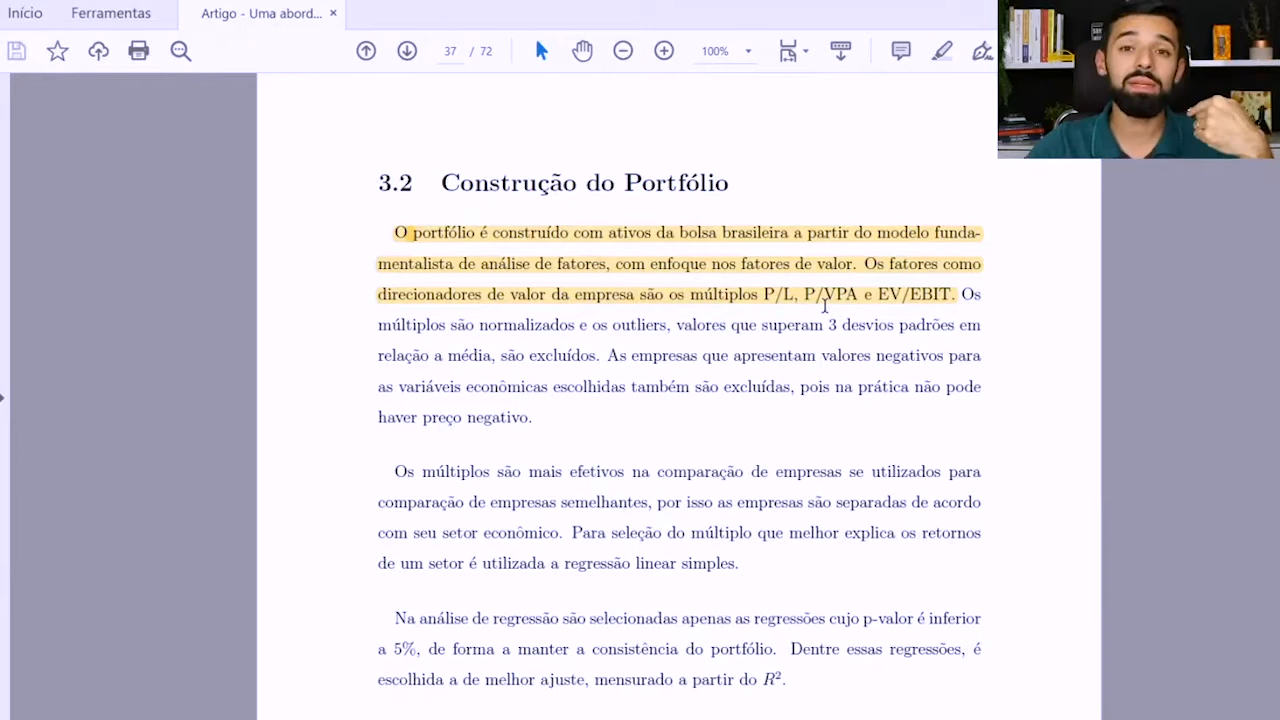 Início
Ferramentas
Artigo - Uma abord... ×
37 / 72
100%
3.2 Construção do Portfólio
O portfólio é construído com ativos da bolsa brasileira a partir do modelo funda-
mentalista de análise de fatores, com enfoque nos fatores de valor. Os fatores como
direcionadores de valor da empresa são os múltiplos P/L, P/VPA e EV/EBIT. Os
múltiplos são normalizados e os outliers, valores que superam 3 desvios padrões em
relação a média, são excluídos. As empresas que apresentam valores negativos para
as variáveis econômicas escolhidas também são excluídas, pois na prática não pode
haver preço negativo.
Os múltiplos são mais efetivos na comparação de empresas se utilizados para
comparação de empresas semelhantes, por isso as empresas são separadas de acordo
com seu setor econômico. Para seleção do múltiplo que melhor explica os retornos
de um setor é utilizada a regressão linear simples.
Na análise de regressão são selecionadas apenas as regressões cujo p-valor é inferior
a 5%, de forma a manter a consistência do portfólio. Dentre essas regressões, é
escolhida a de melhor ajuste, mensurado a partir do R².